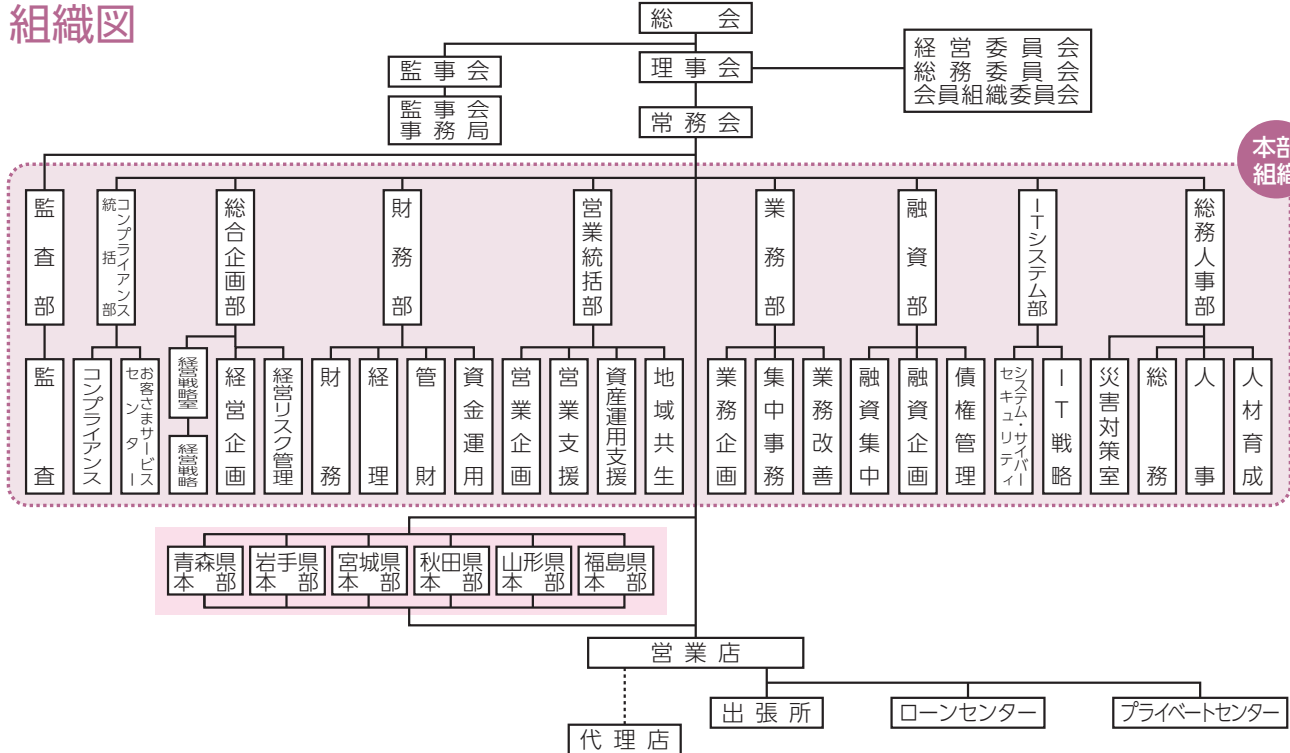 組織図
総会
監事会
理事会
経営委員会
総務委員会
会員組織委員会
監事会
事務局
常務会
本部
組織
監査部
コンプライアンス
統括部
総合企画部
財務部
営業統括部
業務部
融資部
ITシステム部
総務人事部
監査
コンプライアンス
お客さまサービス
センター
経営戦略室
経営戦略
経営企画
経営リスク管理
財務
経理
管財
資金運用
営業企画
営業支援
資産運用支援
地域共生
業務企画
集中事務
業務改善
融資集中
融資企画
債権管理
システム・サイバー
セキュリティ
IT戦略
災害対策室
総務
人事
人材育成
青森県
本部
岩手県
本部
宮城県
本部
秋田県
本部
山形県
本部
福島県
本部
営業店
出張所
ローンセンター
プライベートセンター
代理店